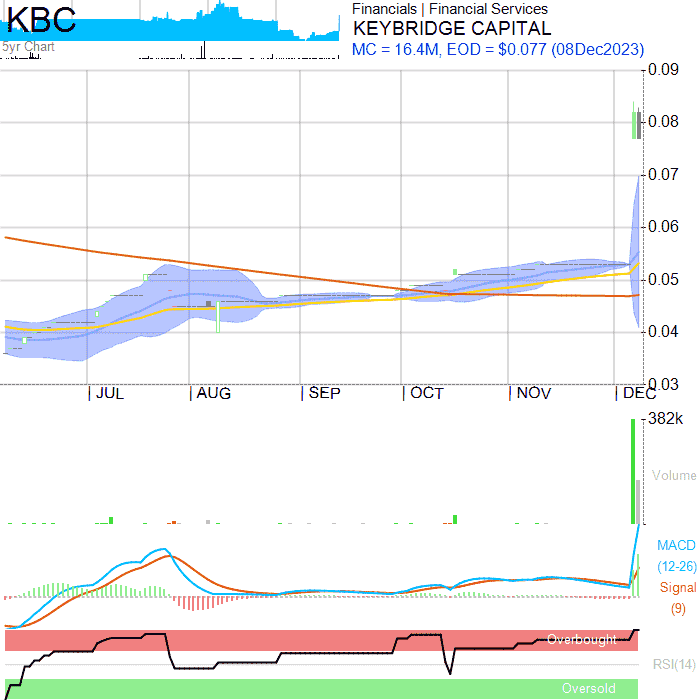 KBC
5yr Chart
Financials | Financial Services
KEYBRIDGE CAPITAL
MC = 16.4M, EOD = $0.077 (08Dec2023)
0.09
0.08
0.07
0.06
0.05
0.04
0.03
JUL AUG SEP OCT NOV DEC
382k
Volume
MACD
(12-26)
Signal
(9)
Overbought
RSI(14)
Oversold